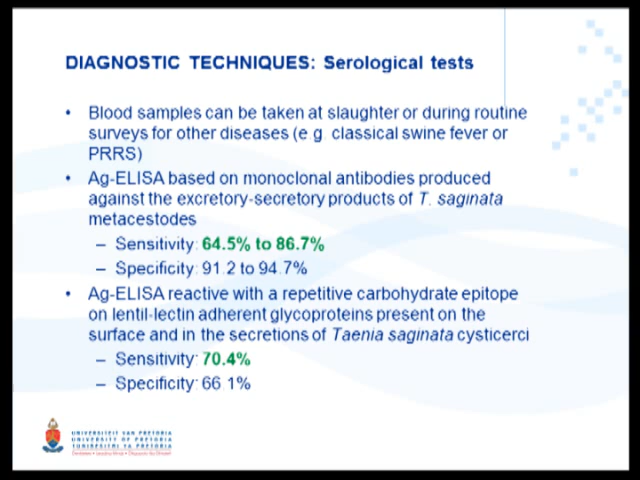 DIAGNOSTIC TECHNIQUES: Serological tests
• Blood samples can be taken at slaughter or during routine
surveys for other diseases (e g. classical swine fever or
PRRS)
• Ag-ELISA based on monoclonal antibodies produced
against the excretory-secretory products of T. saginata
metacestodes
– Sensitivity: 64.5% to 86.7%
– Specificity: 91.2 to 94.7%
• Ag-ELISA reactive with a repetitive carbohydrate epitope
on lentil-lectin adherent glycoproteins present on the
surface and in the secretions of Taenia saginata cysticerci
– Sensitivity: 70.4%
– Specificity: 66 1%
UNIVERSITEIT VAN PRETORIA
UNIVERSITY OF PRETORIA
YUNIBESITHI YA PRETORIA